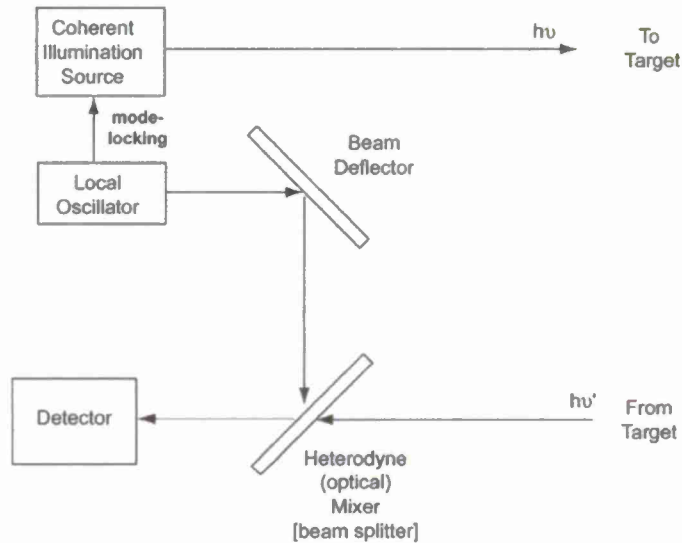 Coherent
Illumination
Source
hυ
To
Target
mode-
locking
Beam
Deflector
Local
Oscillator
Detector
hυ'
From
Target
Heterodyne
(optical)
Mixer
[beam splitter]